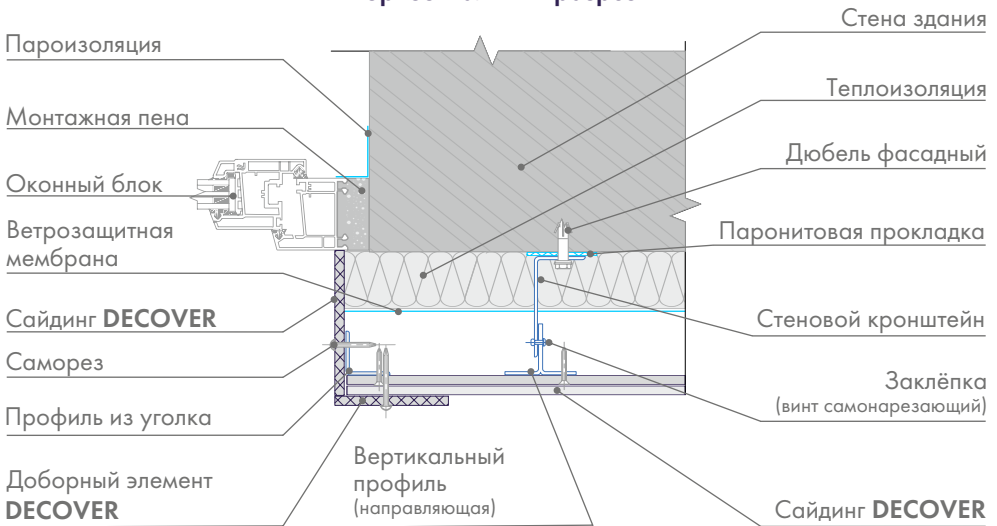 Стена здания
Пароизоляция
Теплоизоляция
Монтажная пена
Дюбель фасадный
Оконный блок
Ветрозащитная
мембрана
Паронитовая прокладка
Сайдинг DECOVER
Стеновой кронштейн
Саморез
Заклёпка
(винт самонарезающий)
Профиль из уголка
Вертикальный
профиль
(направляющая)
Доборный элемент
DECOVER
Сайдинг DECOVER